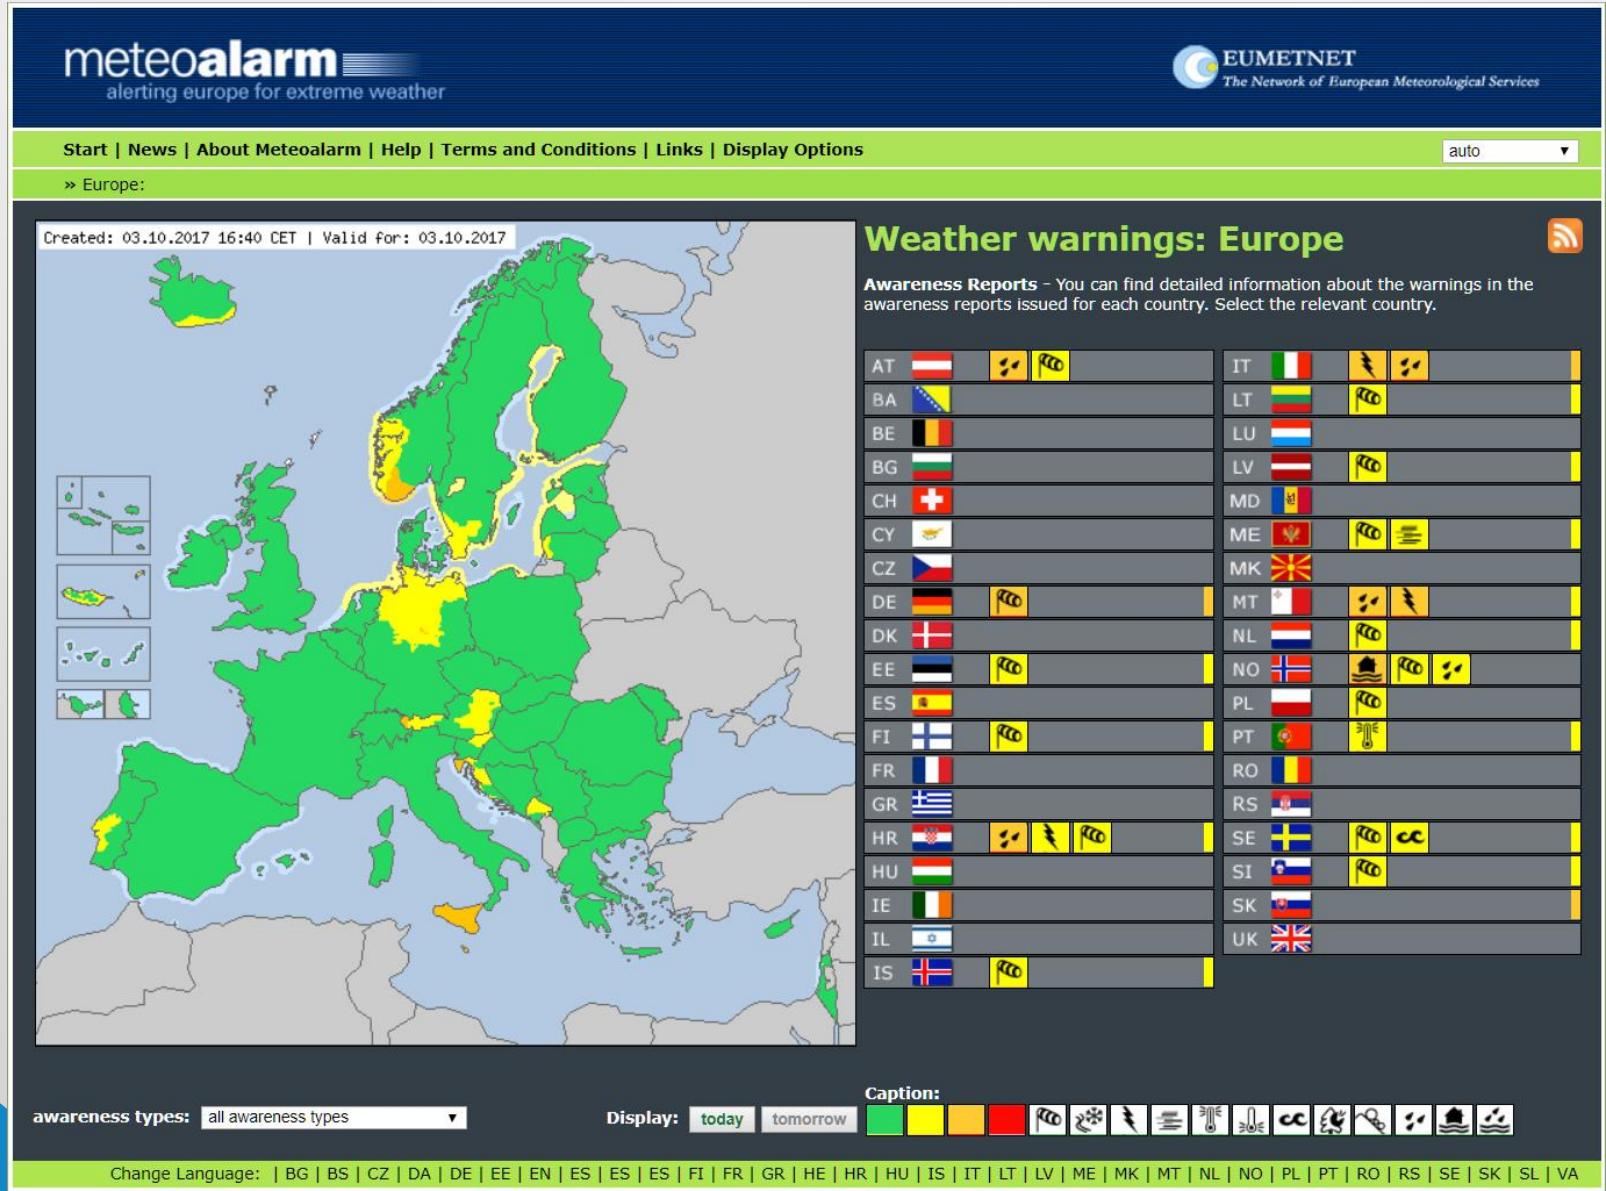 meteoalarm
alerting europe for extreme weather
EUMETNET
The Network of European Meteorological Services
Start | News | About Meteoalarm | Help | Terms and Conditions | Links | Display Options
auto
» Europe:
Created: 03.10.2017 16:40 CET | Valid for: 03.10.2017
Weather warnings: Europe
Awareness Reports - You can find detailed information about the warnings in the
awareness reports issued for each country. Select the relevant country.
AT
BA
BE
BG
CH
CY
CZ
DE
DK
EE
ES
FI
FR
GR
HR
HU
IE
IL
IS
IT
LT
LU
LV
MD
ME
MK
MT
NL
NO
PL
PT
RO
RS
SE
SI
SK
UK
Caption:
awareness types: all awareness types
Display: today tomorrow
Change Language: | BG | BS | CZ | DA | DE | EE | EN | ES | ES | ES | FI | FR | GR | HE | HR | HU | IS | IT | LT | LV | ME | MK | MT | NL | NO | PL | PT | RO | RS | SE | SK | SL | VA